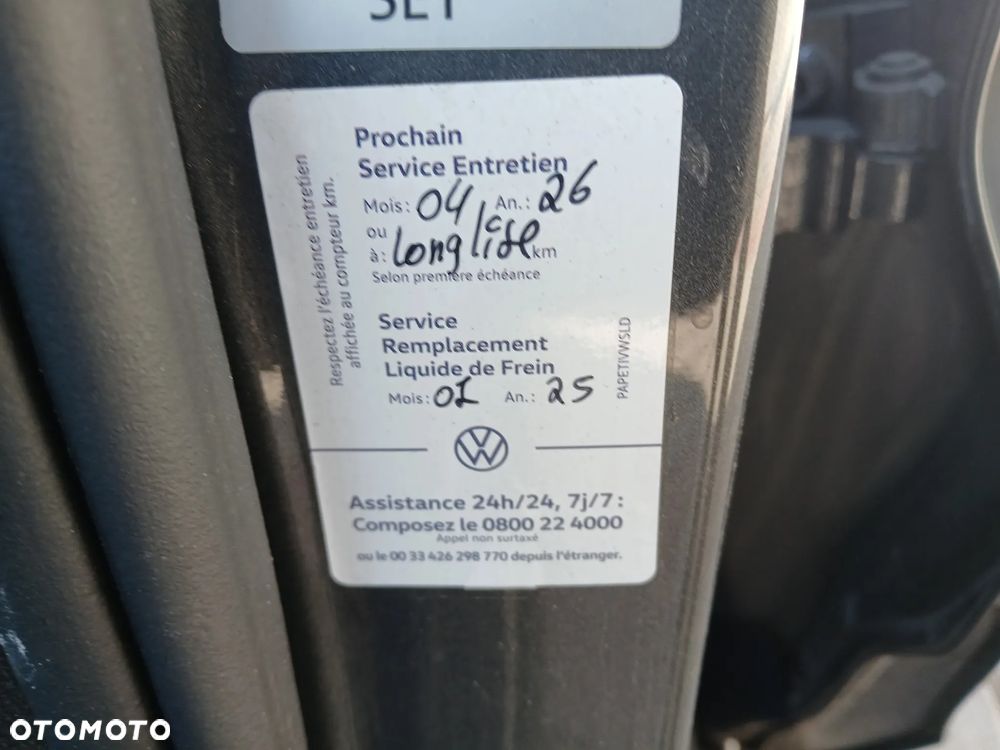 SET
Prochain
Service Entretien
Mois: 04 An.: 26
ou
à: Long life km
Selon première échéance
Respectez l'échéance entretien
affichée au compteur km.
Service
Remplacement
Liquide de Frein
Mois: 01 An.: 25
PAPETIVWSLD
Assistance 24h/24, 7j/7 :
Composez le 0800 22 4000
Appel non surtaxé
ou le 00 33 426 298 770 depuis l'étranger.
OTOMOTO